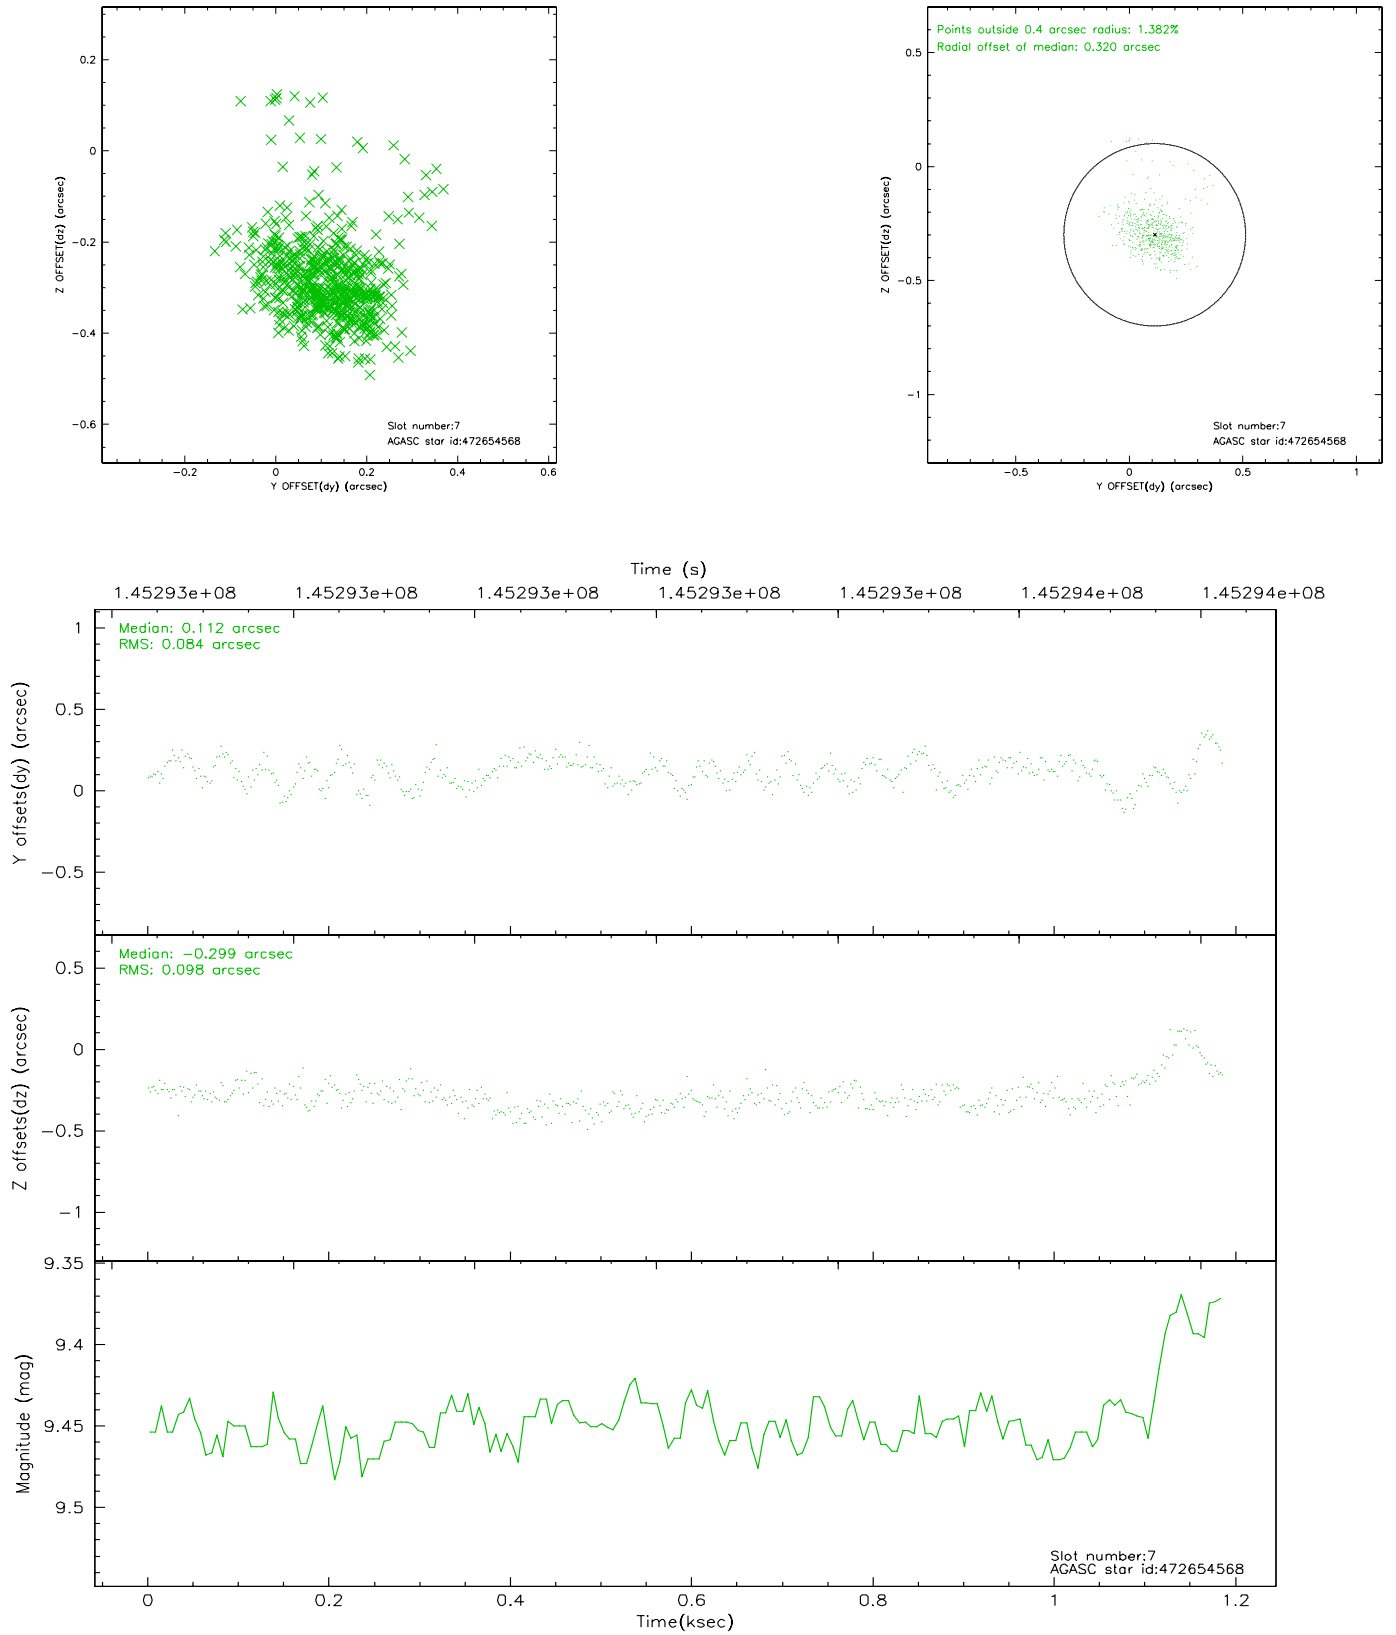 0.2
0
−0.2
−0.4
−0.6
Z OFFSET(dz) (arcsec)
Slot number:7
AGASC star id:472654568
−0.2 0 0.2 0.4 0.6
Y OFFSET(dy) (arcsec)
Points outside 0.4 arcsec radius: 1.382%
Radial offset of median: 0.320 arcsec
0.5
0
−0.5
−1
Z OFFSET(dz) (arcsec)
Slot number:7
AGASC star id:472654568
−0.5 0 0.5 1
Y OFFSET(dy) (arcsec)
Time (s)
1.45293e+08 1.45293e+08 1.45293e+08 1.45293e+08 1.45293e+08 1.45294e+08 1.45294e+08
Median: 0.112 arcsec
RMS: 0.084 arcsec
1
0.5
0
−0.5
Y offsets(dy) (arcsec)
Median: −0.299 arcsec
RMS: 0.098 arcsec
0.5
0
−0.5
−1
Z offsets(dz) (arcsec)
9.35
9.4
9.45
9.5
Magnitude (mag)
Slot number:7
AGASC star id:472654568
0 0.2 0.4 0.6 0.8 1 1.2
Time(ksec)